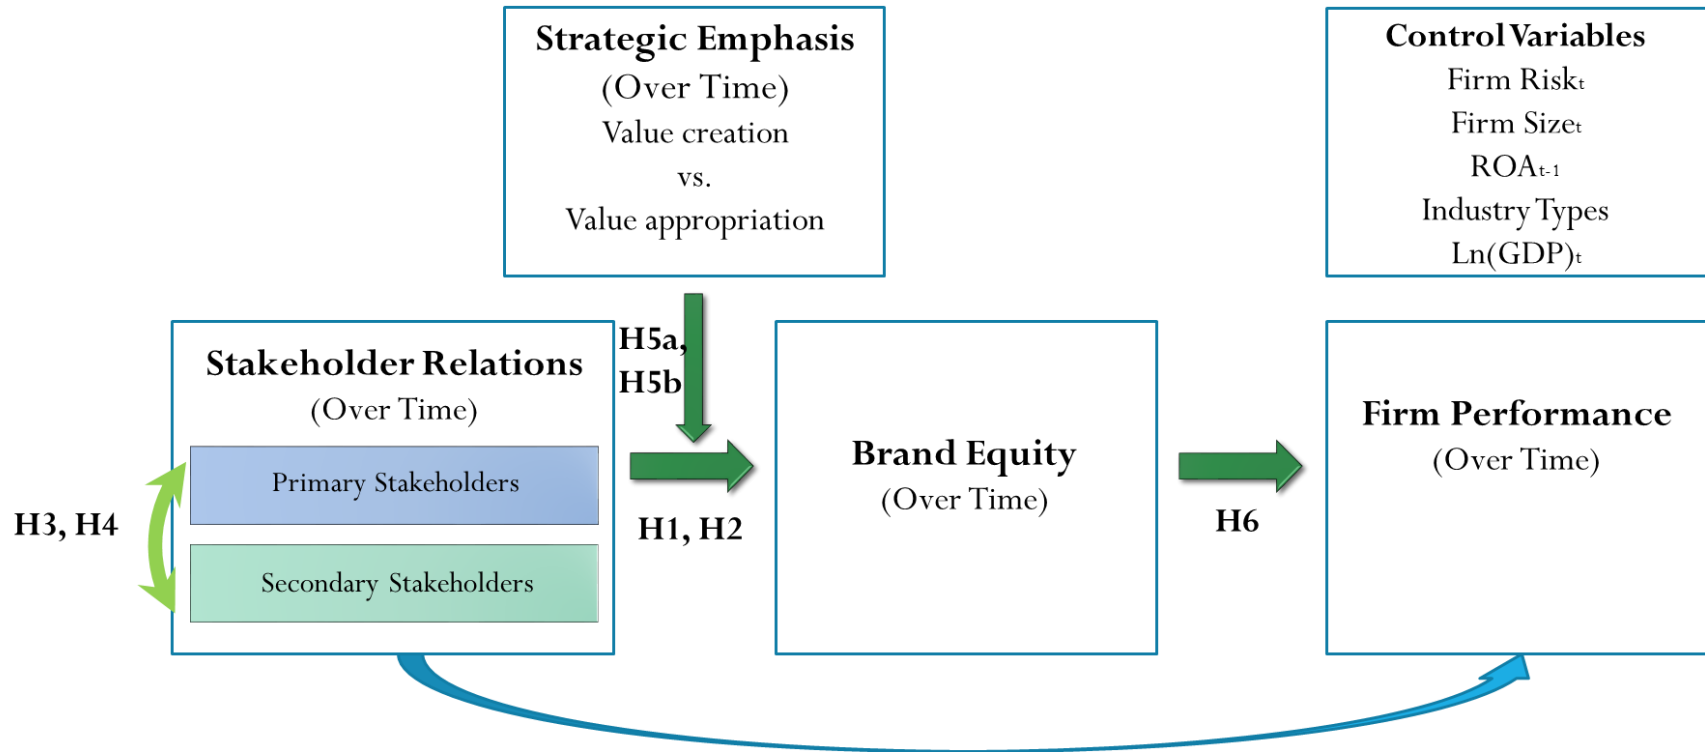 Strategic Emphasis
(Over Time)
Value creation
vs.
Value appropriation
Control Variables
Firm Riskt
Firm Sizet
ROAt-1
Industry Types
Ln(GDP)t
Stakeholder Relations
(Over Time)
Primary Stakeholders
Secondary Stakeholders
H3, H4
H5a,
H5b
H1, H2
Brand Equity
(Over Time)
H6
Firm Performance
(Over Time)